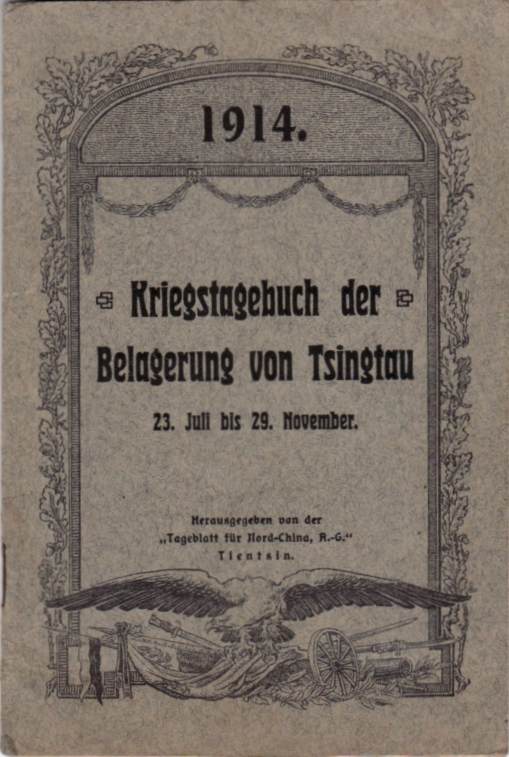 1914.
Kriegstagebuch der
Belagerung von Tsingtau
23. Juli bis 29. November.
Herausgegeben von der
„Tageblatt für Nord-China, A.-G.“
Tientsin.